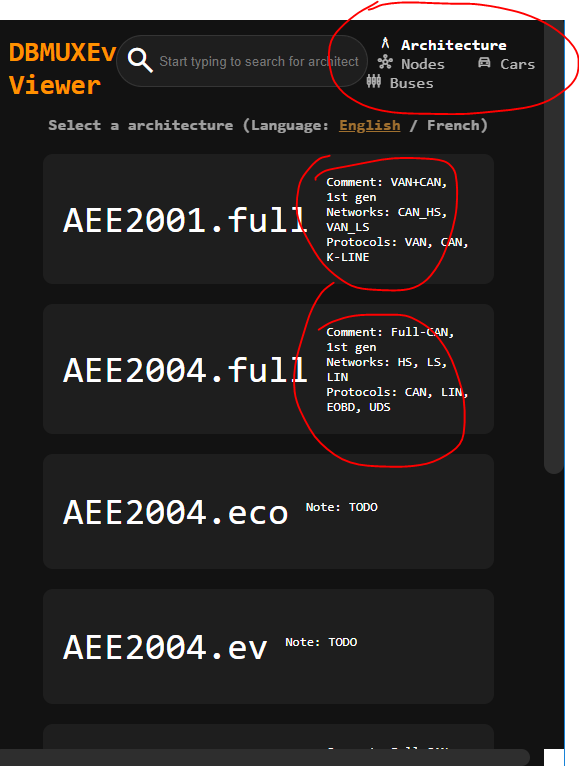 DBMUXEv
Viewer
Start typing to search for architect
Architecture
Nodes Cars
Buses
Select a architecture (Language: English / French)
AEE2001.full
Comment: VAN+CAN,
1st gen
Networks: CAN_HS,
VAN_LS
Protocols: VAN, CAN,
K-LINE
AEE2004.full
Comment: Full-CAN,
1st gen
Networks: HS, LS,
LIN
Protocols: CAN, LIN,
EOBD, UDS
AEE2004.eco
Note: TODO
AEE2004.ev
Note: TODO